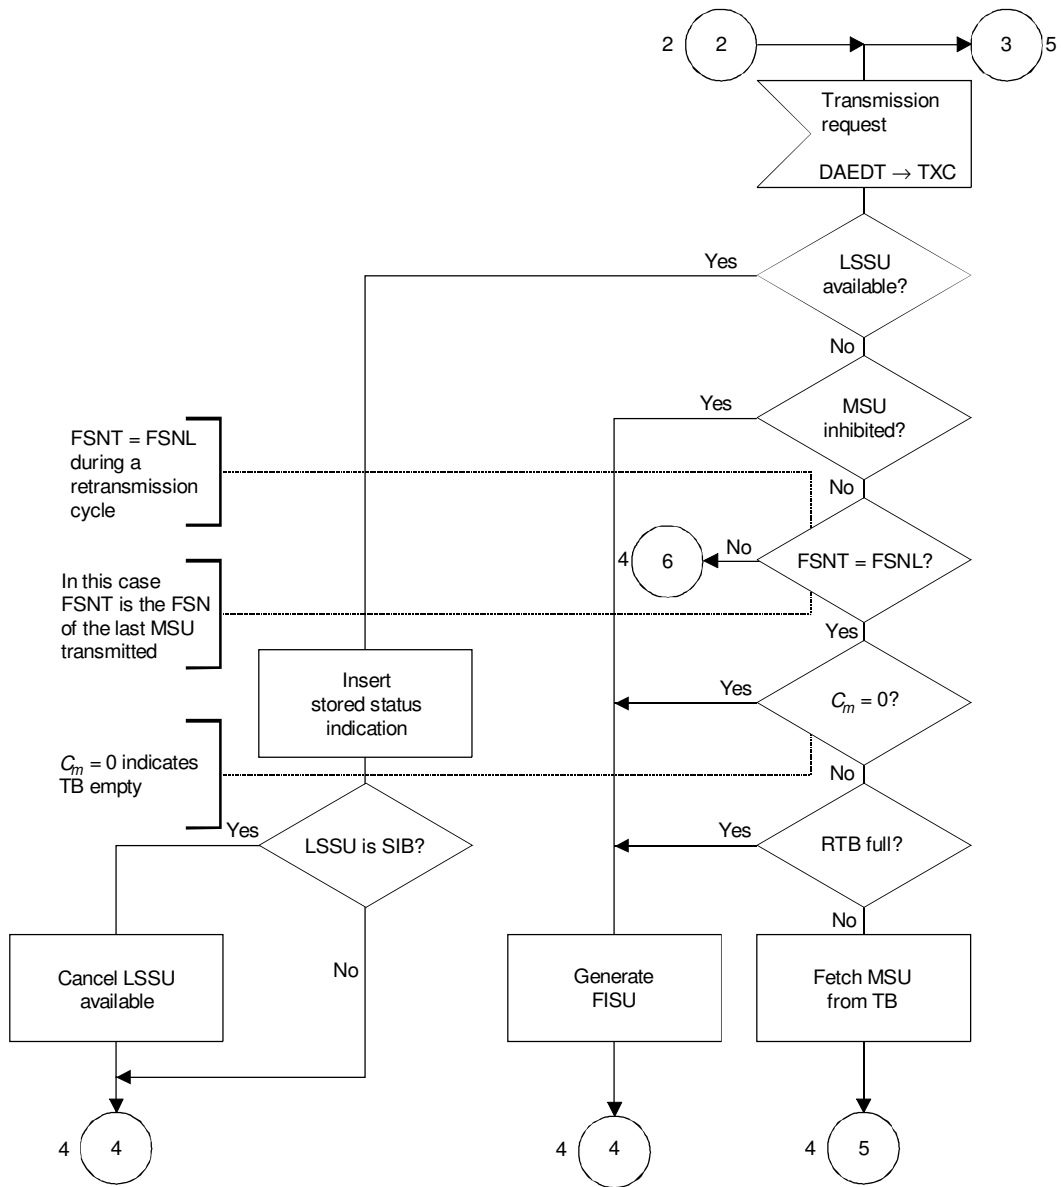 2
2
3
5
Transmission
request
DAEDT → TXC
Yes
LSSU
available?
No
Yes
MSU
inhibited?
No
FSNT = FSNL
during a
retransmission
cycle
4
6
No
FSNT = FSNL?
In this case
FSNT is the FSN
of the last MSU
transmitted
Yes
Insert
stored status
indication
Yes
Cm = 0?
Cm = 0 indicates
TB empty
No
Yes
LSSU is SIB?
Yes
RTB full?
No
No
Cancel LSSU
available
Generate
FISU
Fetch MSU
from TB
4
4
4
4
4
5